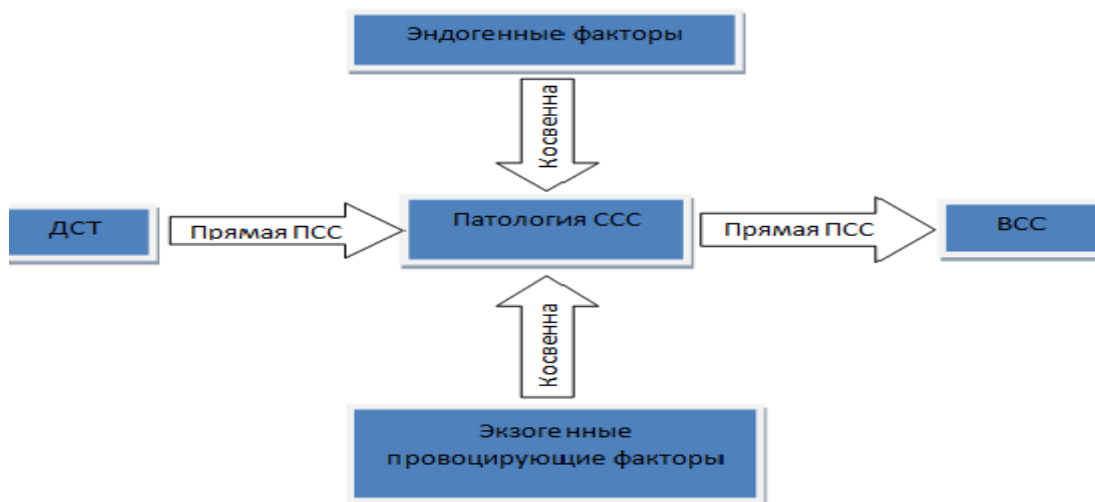 Эндогенные факторы
Косвенна
ДСТ
Прямая ПСС
Патология ССС
Прямая ПСС
ВСС
Косвенна
Экзогенные
провоцирующие факторы